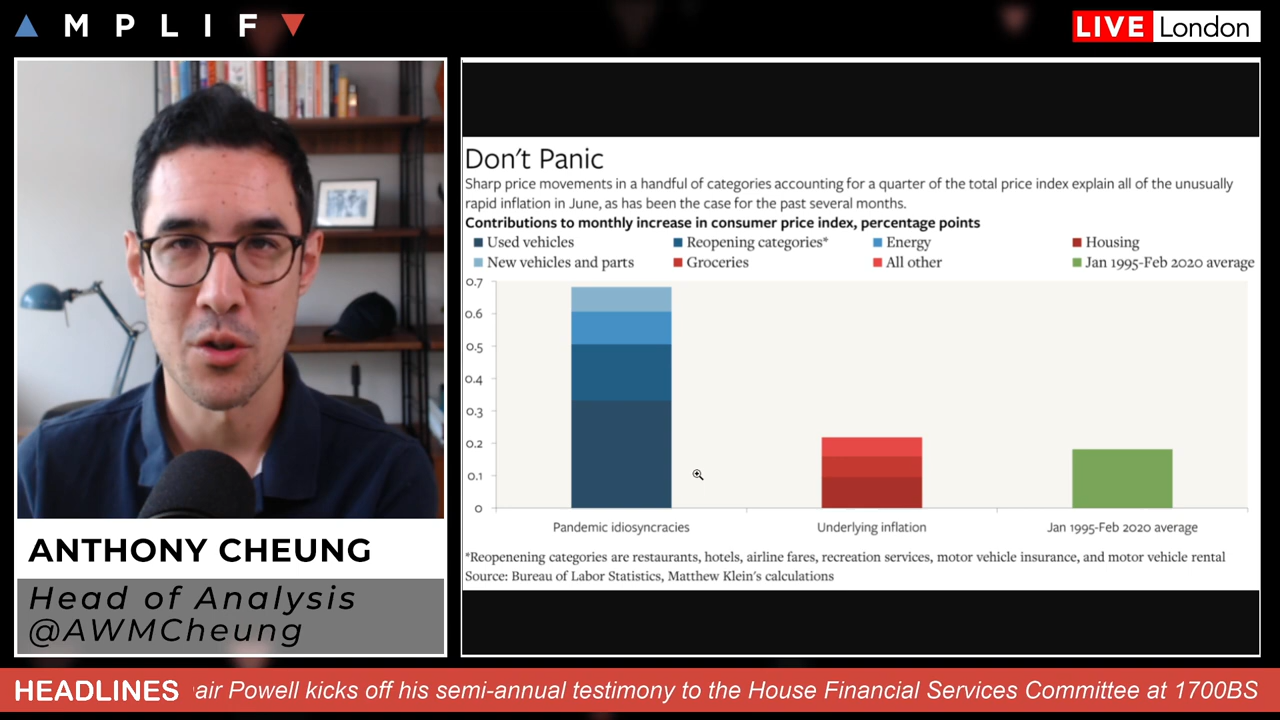 ▲ M P L I F ▼
LIVE London
Don't Panic
Sharp price movements in a handful of categories accounting for a quarter of the total price index explain all of the unusually
rapid inflation in June, as has been the case for the past several months.
Contributions to monthly increase in consumer price index, percentage points
Used vehicles Reopening categories* Energy Housing
New vehicles and parts Groceries All other Jan 1995-Feb 2020 average
0.7
0.6
0.5
0.4
0.3
0.2
0.1
0
Pandemic idiosyncracies Underlying inflation Jan 1995-Feb 2020 average
*Reopenening categories are restaurants, hotels, airline fares, recreation services, motor vehicle insurance, and motor vehicle rental
Source: Bureau of Labor Statistics, Matthew Klein's calculations
ANTHONY CHEUNG
Head of Analysis
@AWMCheung
HEADLINES air Powell kicks off his semi-annual testimony to the House Financial Services Committee at 1700BS